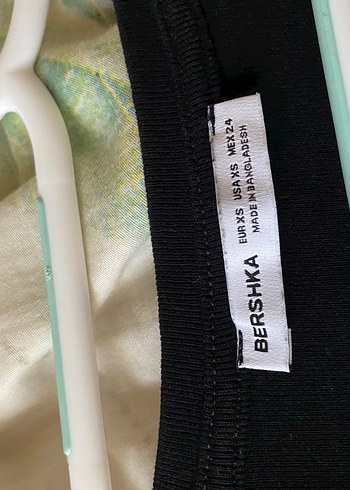 BERSHKA
EUR XS USA XS MEX 24
MADE IN BANGLADESH